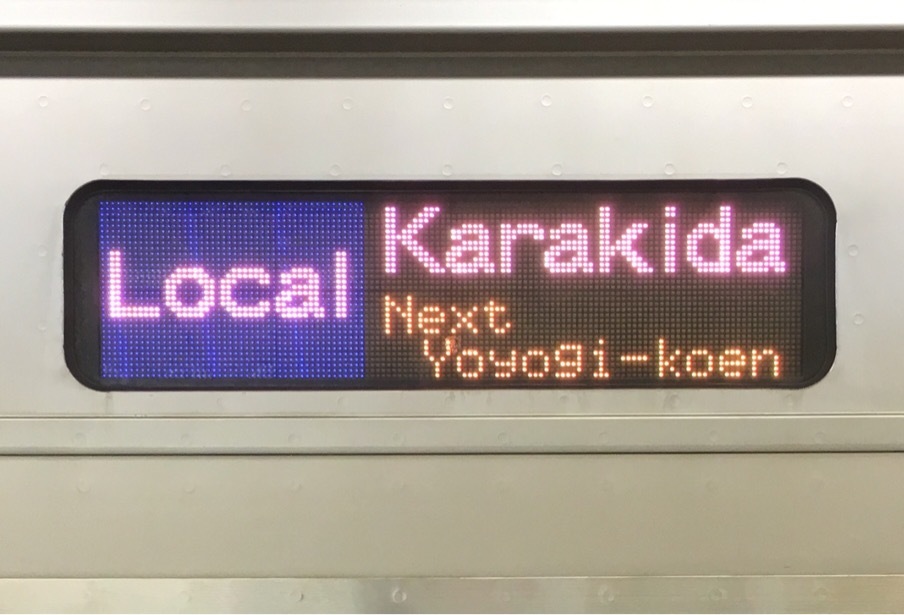 Local
Karakida
Next
Yoyogi-koen